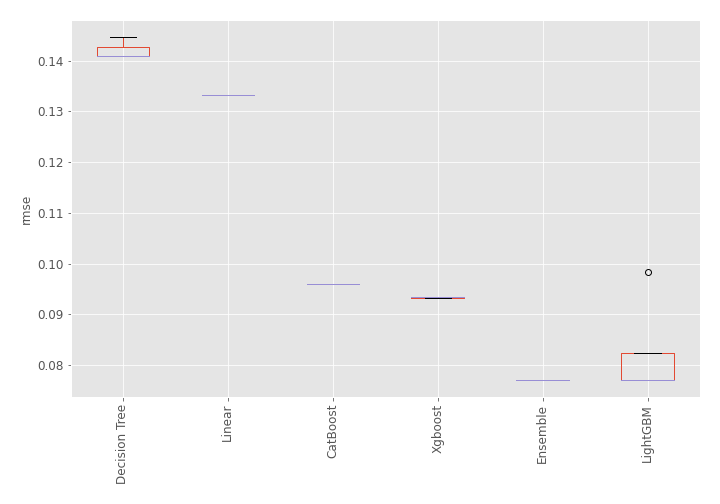 0.14
0.13
0.12
0.11
0.10
0.09
0.08
rmse
Decision Tree
Linear
CatBoost
Xgboost
Ensemble
LightGBM